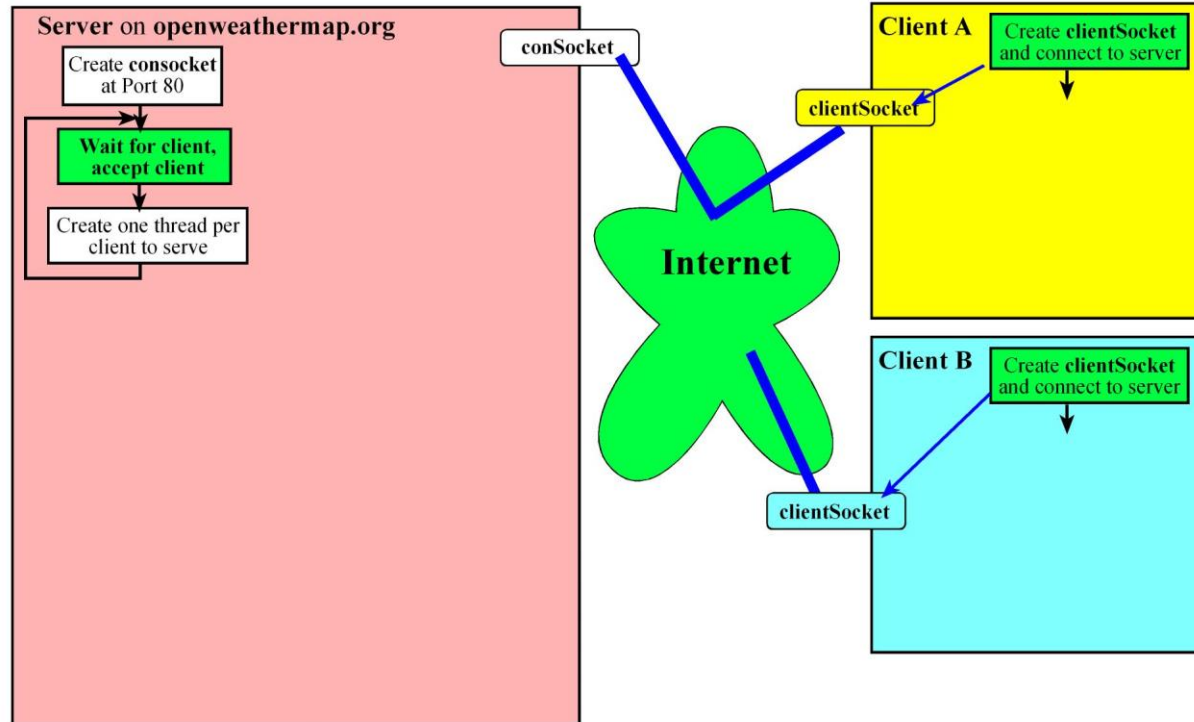 Server on openweathermap.org
Create consocket
at Port 80
Wait for client,
accept client
Create one thread per
client to serve
conSocket
Internet
Client A
Create clientSocket
and connect to server
clientSocket
Client B
Create clientSocket
and connect to server
clientSocket